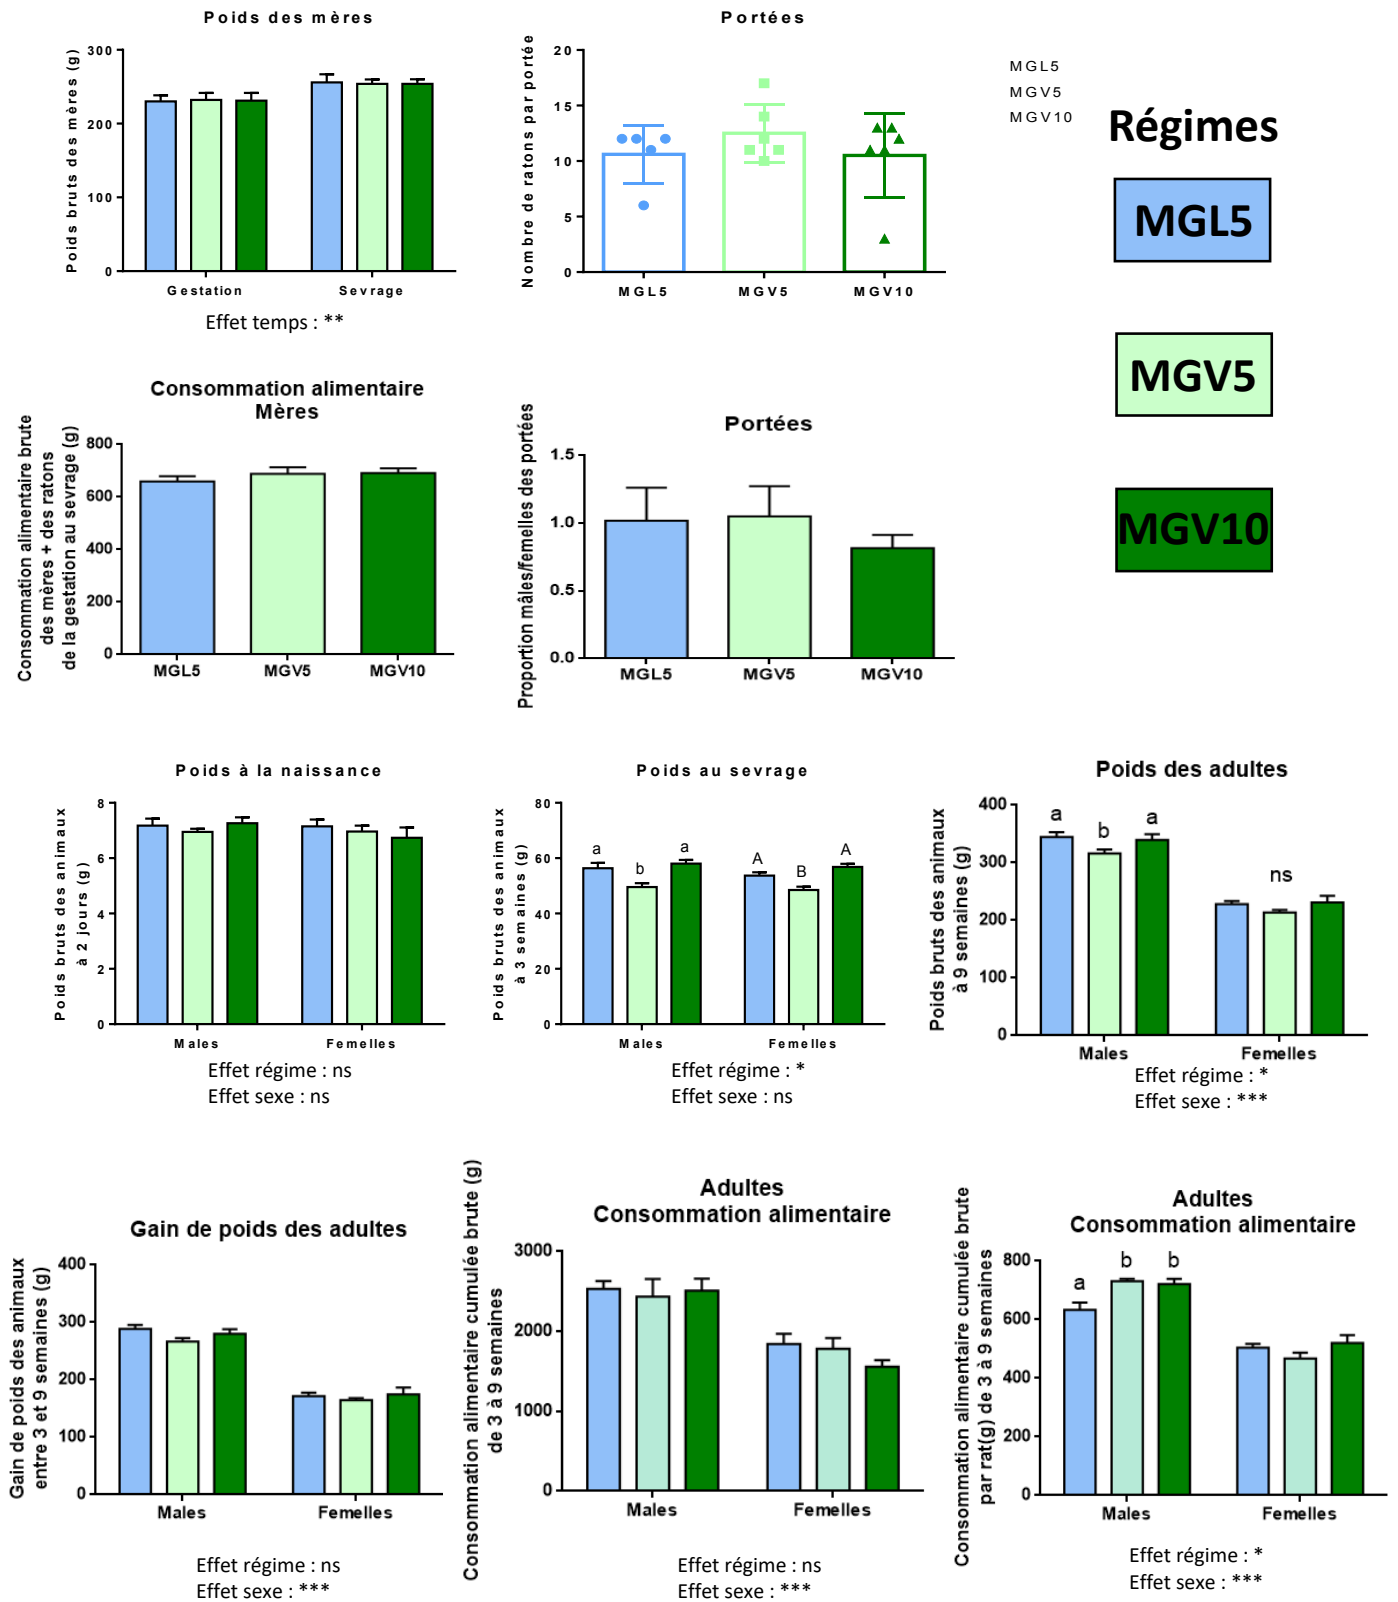 Poids des mères
Poids bruts des mères (g)
300
200
100
0
Gestation Sevrage
Effet temps : **
Portées
Nombre de ratons par portée
20
15
10
5
0
MGL5 MGV5 MGV10
MGL5
MGV5
MGV10
Régimes
MGL5
MGV5
MGV10
Consommation alimentaire
Mères
Consommation alimentaire brute
des mères + des ratons
de la gestation au sevrage (g)
800
600
400
200
0
MGL5 MGV5 MGV10
Portées
Proportion mâles/femelles des portées
1.5
1.0
0.5
0.0
MGL5 MGV5 MGV10
Poids à la naissance
Poids bruts des animaux
à 2 jours (g)
8
6
4
2
0
Males Femelles
Effet régime : ns
Effet sexe : ns
Poids au sevrage
Poids bruts des animaux
à 3 semaines (g)
80
60
40
20
0
a b a A B A
Males Femelles
Effet régime : *
Effet sexe : ns
Poids des adultes
Poids bruts des animaux
à 9 semaines (g)
400
300
200
100
0
a b a ns
Males Femelles
Effet régime : *
Effet sexe : ***
Gain de poids des adultes
Gain de poids des animaux
entre 3 et 9 semaines (g)
400
300
200
100
0
Males Femelles
Effet régime : ns
Effet sexe : ***
Adultes
Consommation alimentaire
Consommation alimentaire cumulée brute (g)
de 3 à 9 semaines
3000
2000
1000
0
Males Femelles
Effet régime : ns
Effet sexe : ***
Adultes
Consommation alimentaire
Consommation alimentaire cumulée brute
par rat(g) de 3 à 9 semaines
800
600
400
200
0
a b b
Males Femelles
Effet régime : *
Effet sexe : ***